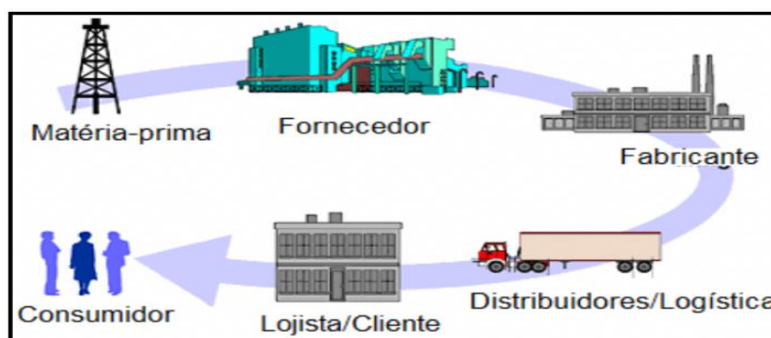 Matéria-prima
Fornecedor
Fabricante
Distribuidores/Logística
Lojista/Cliente
Consumidor